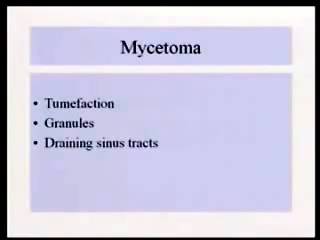 Mycetoma
• Tumefaction
• Granules
• Draining sinus tracts